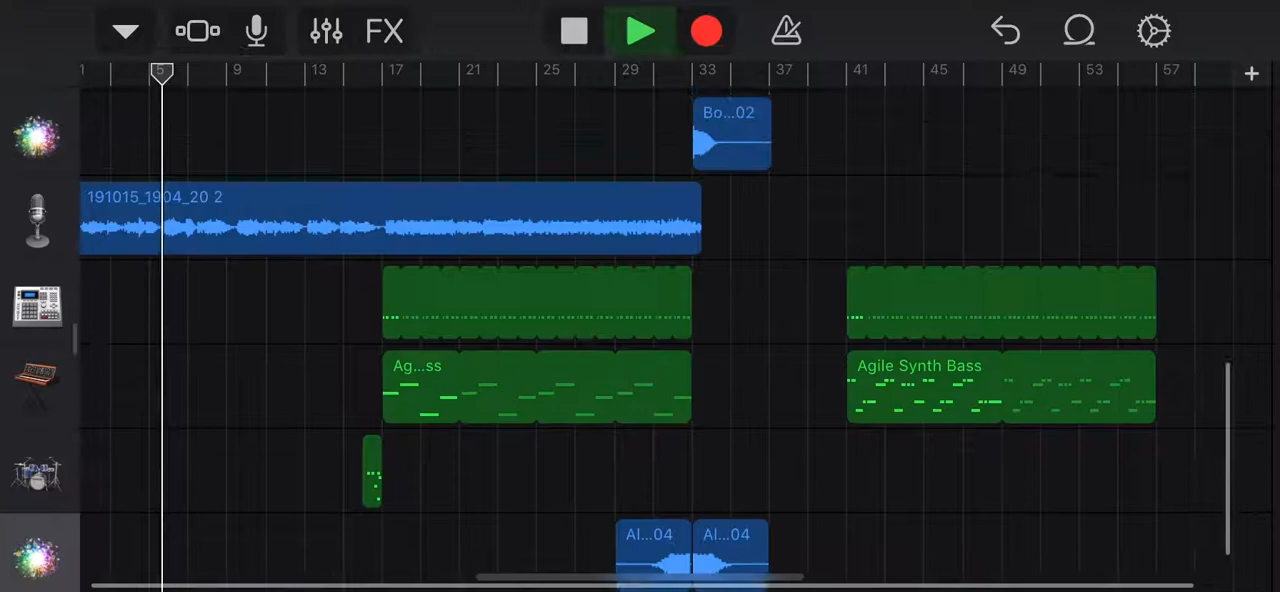 FX
1 5 9 13 17 21 25 29 33 37 41 45 49 53 57 +
Bo...02
191015_1904_20 2
Ag...ss
Agile Synth Bass
Al...04
Al...04